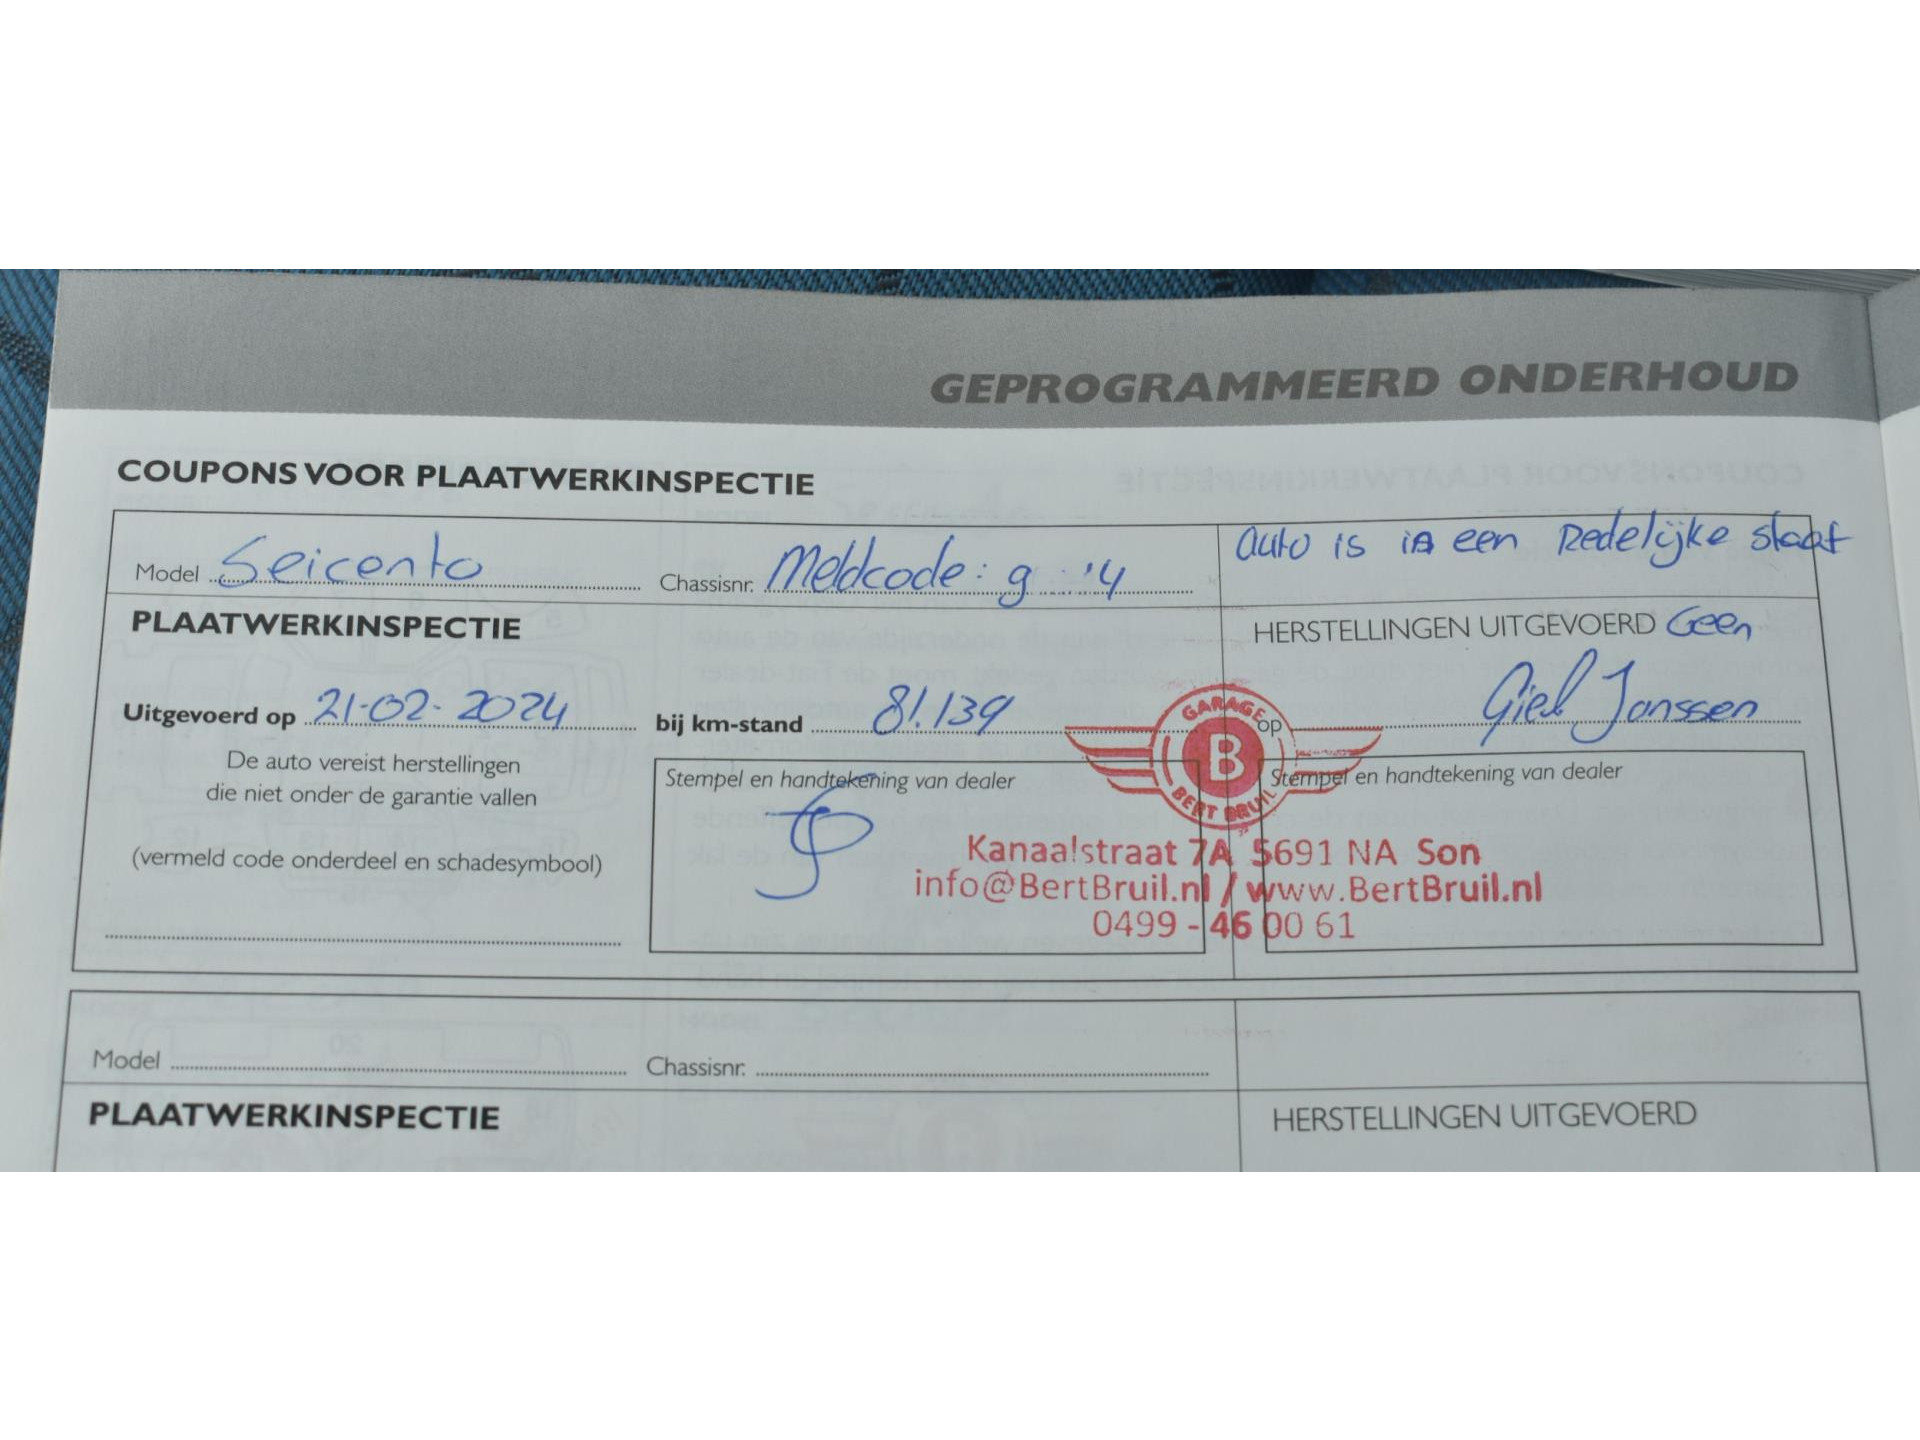 GEPROGRAMMEERD ONDERHOUD
COUPONS VOOR PLAATWERKINSPECTIE
Model Seicento Chassisnr. Meldcode: g 4
auto is in een Redelijke staat
PLAATWERKINSPECTIE
HERSTELLINGEN UITGEVOERD Geen
Uitgevoerd op 21-02-2024 bij km-stand 81.139
op Giel Janssen
De auto vereist herstellingen
die niet onder de garantie vallen
(vermeld code onderdeel en schadesymbool)
Stempel en handtekening van dealer
Stempel en handtekening van dealer
GARAGE
B
BERT BRUIL
Kanaalstraat 7A 5691 NA Son
info@BertBruil.nl / www.BertBruil.nl
0499 - 46 00 61
Model Chassisnr.
PLAATWERKINSPECTIE
HERSTELLINGEN UITGEVOERD